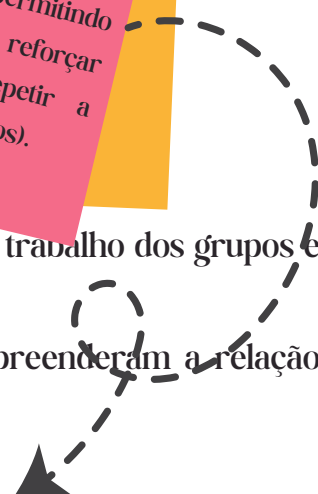 ermitindo
reforçar
petir a
os).
trabalho dos grupos e
preenderam a relação